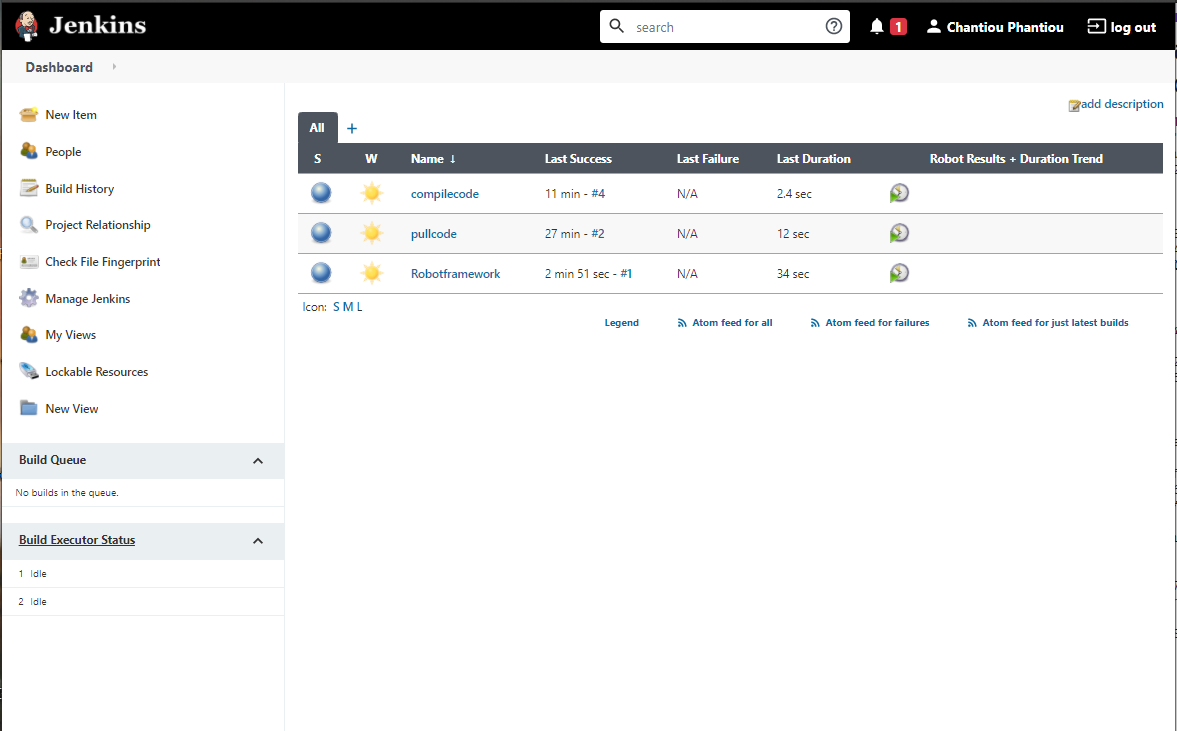 Jenkins
search
1
Chantiou Phantiou
log out
Dashboard
New Item
People
Build History
Project Relationship
Check File Fingerprint
Manage Jenkins
My Views
Lockable Resources
New View
Build Queue
No builds in the queue.
Build Executor Status
1 Idle
2 Idle
add description
All +
S W Name ↓ Last Success Last Failure Last Duration Robot Results + Duration Trend
compilecode 11 min - #4 N/A 2.4 sec
pullcode 27 min - #2 N/A 12 sec
Robotframework 2 min 51 sec - #1 N/A 34 sec
Icon: S M L
Legend Atom feed for all Atom feed for failures Atom feed for just latest builds